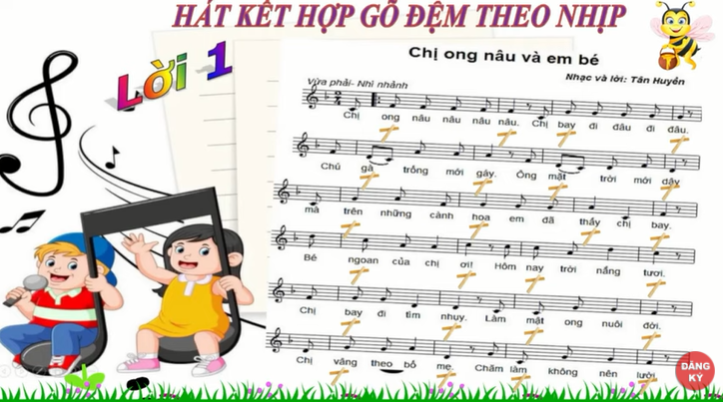 HÁT KẾT HỢP GÕ ĐỆM THEO NHỊP
Lời 1
Chị ong nâu và em bé
Nhạc và lời: Tân Huyền
Vừa phải- Nhí nhảnh
Chị ong nâu nâu nâu nâu. Chị bay đi đâu đi đâu.
Chú gà trống mới gáy. Ông mặt trời mới dậy
mà trên những cành hoa em đã thấy chị bay.
Bé ngoan của chị ơi! Hôm nay trời nắng tươi.
Chị bay đi tìm nhụy. Làm mật ong nuôi đời.
Chị vâng theo bố mẹ. Chăm làm không nên lười.
ĐĂNG KÝ